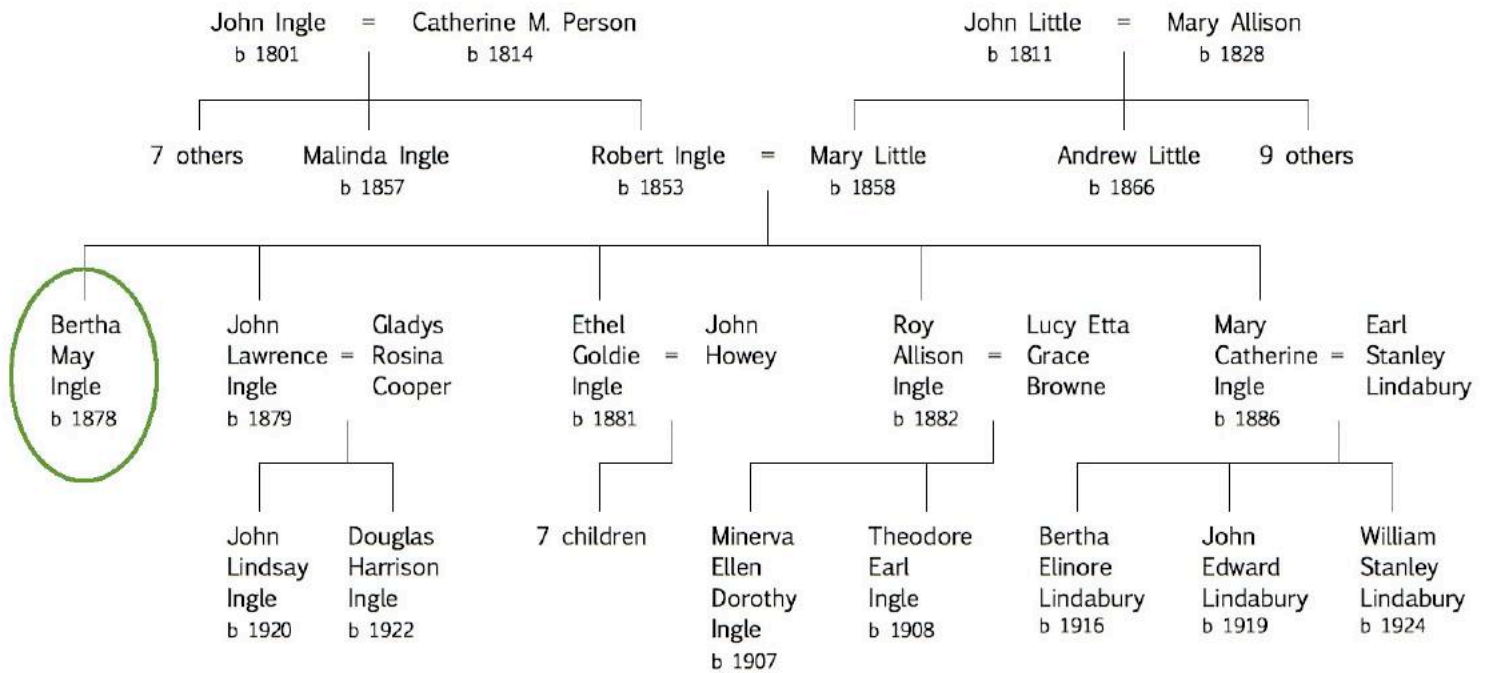 John Ingle = Catherine M. Person
b 1801 b 1814
John Little = Mary Allison
b 1811 b 1828
7 others
Malinda Ingle
b 1857
Robert Ingle = Mary Little
b 1853 b 1858
Andrew Little
b 1866
9 others
Bertha
May
Ingle
b 1878
John
Lawrence =
Ingle
b 1879
Gladys
Rosina
Cooper
Ethel
Goldie =
Ingle
b 1881
John
Howey
Roy
Allison =
Ingle
b 1882
Lucy Etta
Grace
Browne
Mary
Catherine =
Ingle
b 1886
Earl
Stanley
Lindabury
John
Lindsay
Ingle
b 1920
Douglas
Harrison
Ingle
b 1922
7 children
Minerva
Ellen
Dorothy
Ingle
b 1907
Theodore
Earl
Ingle
b 1908
Bertha
Elinore
Lindabury
b 1916
John
Edward
Lindabury
b 1919
William
Stanley
Lindabury
b 1924